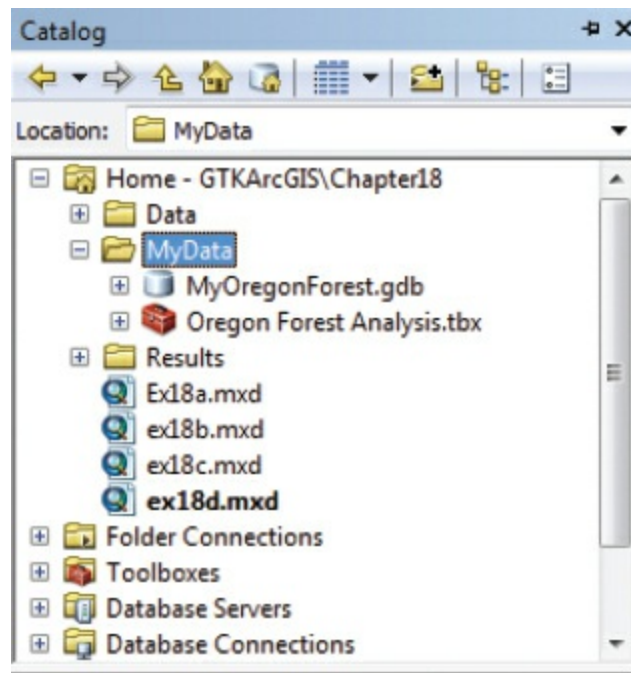 Catalog
Location: MyData
Home - GTKArcGIS\Chapter18
Data
MyData
MyOregonForest.gdb
Oregon Forest Analysis.tbx
Results
Ex18a.mxd
ex18b.mxd
ex18c.mxd
ex18d.mxd
Folder Connections
Toolboxes
Database Servers
Database Connections